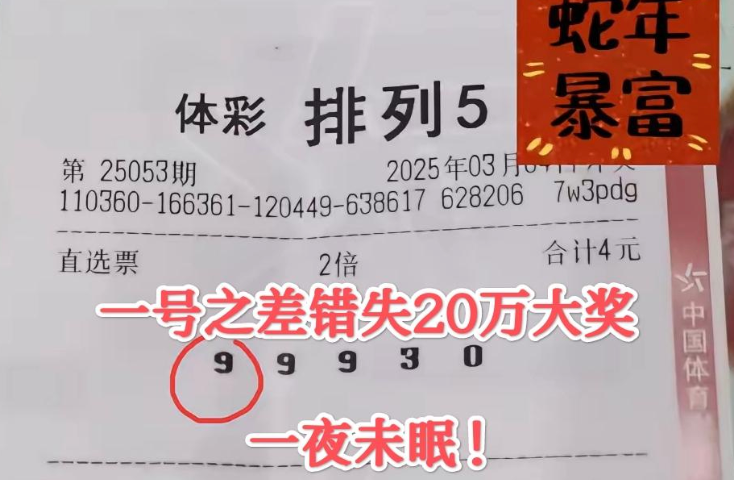 蛇年
暴富
体彩 排列5
第 25053期 2025年03月
110360-166361-120449-638617 628206 7w3pdg
直选票 2倍 合计4元
一号之差错失20万大奖
9 9 9 3 0
一夜未眠！
中国体育